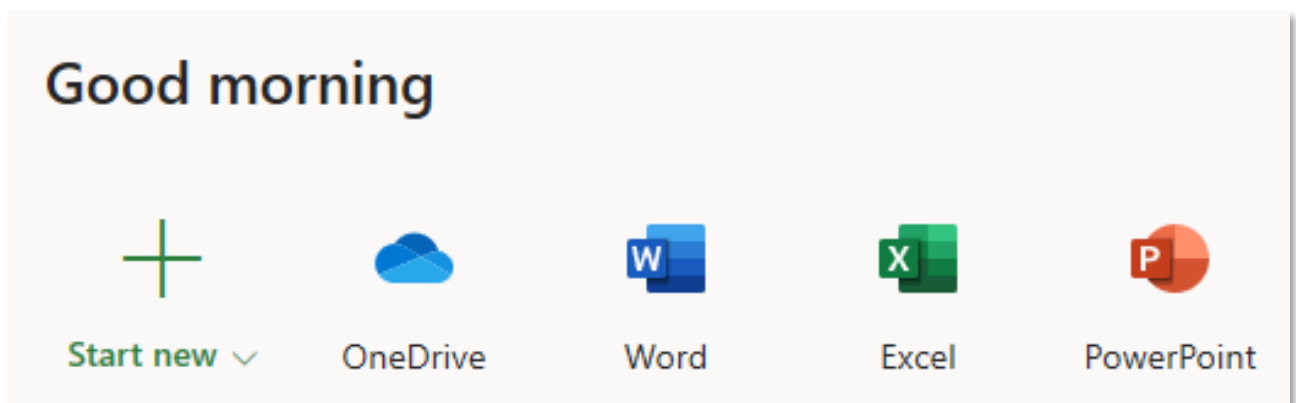 Good morning
W
X
P
Start new
OneDrive
Word
Excel
PowerPoint